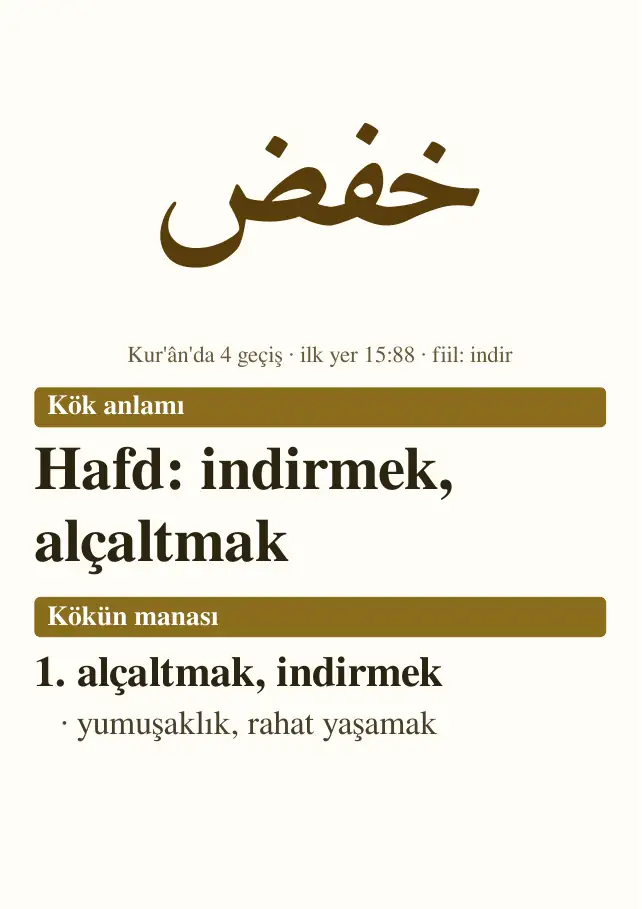 خفض
Kur'ân'da 4 geçiş · ilk yer 15:88 · fiil: indir
Kök anlamı
Hafd: indirmek,
alçaltmak
Kökün manası
1. alçaltmak, indirmek
· yumuşaklık, rahat yaşamak